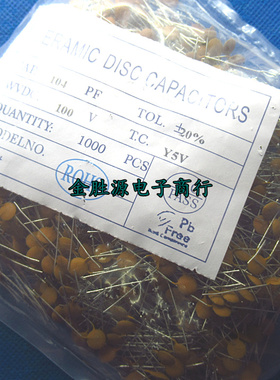 ERAMIC DISC CAPACITORS
104 PF TOL. ±20%
WVDC: 100 V T.C. Y5V
QUANTITY: 1000 PCS
ODELNO.
ROHS
PASS
金胜源电子商行
Pb
Free